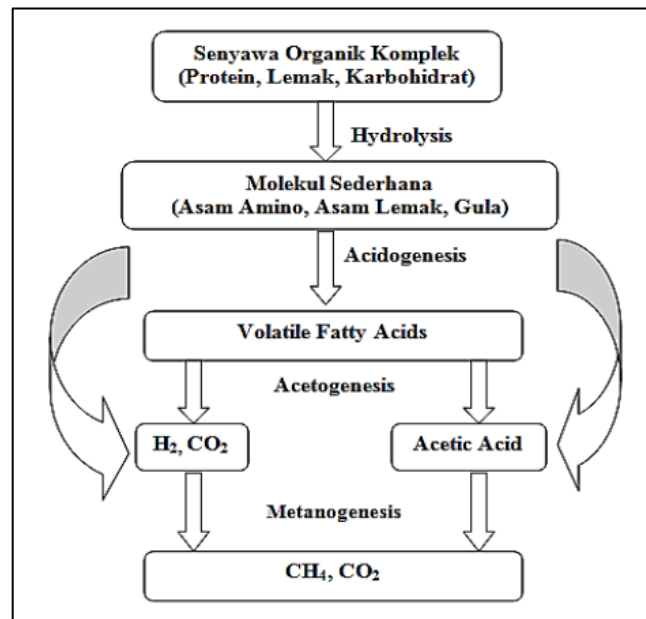 Senyawa Organik Komplek
(Protein, Lemak, Karbohidrat)
Hydrolysis
Molekul Sederhana
(Asam Amino, Asam Lemak, Gula)
Acidogenesis
Volatile Fatty Acids
Acetogenesis
H₂, CO₂
Acetic Acid
Metanogenesis
CH₄, CO₂